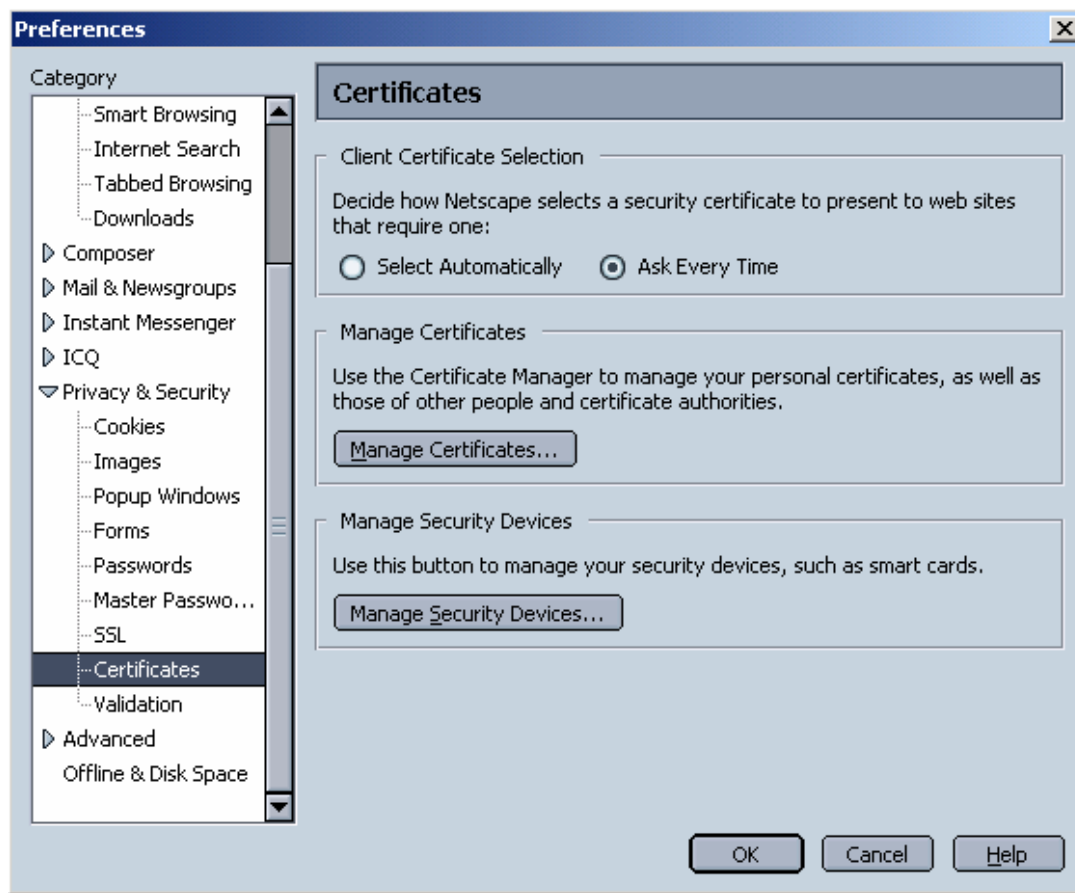 Preferences
Category
Smart Browsing
Internet Search
Tabbed Browsing
Downloads
Composer
Mail & Newsgroups
Instant Messenger
ICQ
Privacy & Security
Cookies
Images
Popup Windows
Forms
Passwords
Master Passwo...
SSL
Certificates
Validation
Advanced
Offline & Disk Space
Certificates
Client Certificate Selection
Decide how Netscape selects a security certificate to present to web sites
that require one:
Select Automatically Ask Every Time
Manage Certificates
Use the Certificate Manager to manage your personal certificates, as well as
those of other people and certificate authorities.
Manage Certificates...
Manage Security Devices
Use this button to manage your security devices, such as smart cards.
Manage Security Devices...
OK Cancel Help